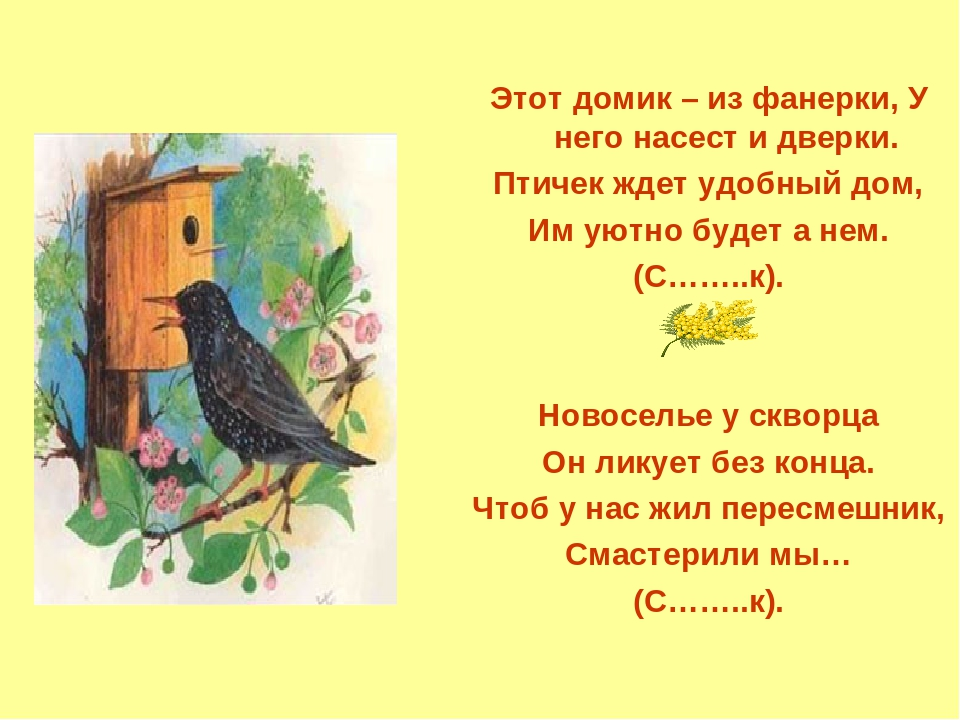 Этот домик – из фанерки, У
него насест и дверки.
Птичек ждет удобный дом,
Им уютно будет а нем.
(С……..к).
Новоселье у скворца
Он ликует без конца.
Чтоб у нас жил пересмешник,
Смастерили мы…
(С……..к).